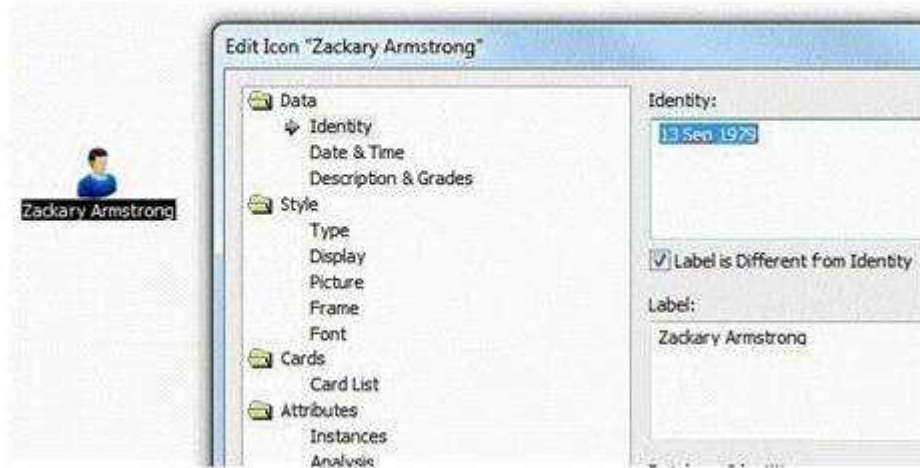 Edit Icon "Zackary Armstrong"
Data
Identity
Date & Time
Description & Grades
Style
Type
Display
Picture
Frame
Font
Cards
Card List
Attributes
Instances
Analysis
Zackary Armstrong
Identity:
13 Sep 1979
Label is Different from Identity
Label:
Zackary Armstrong